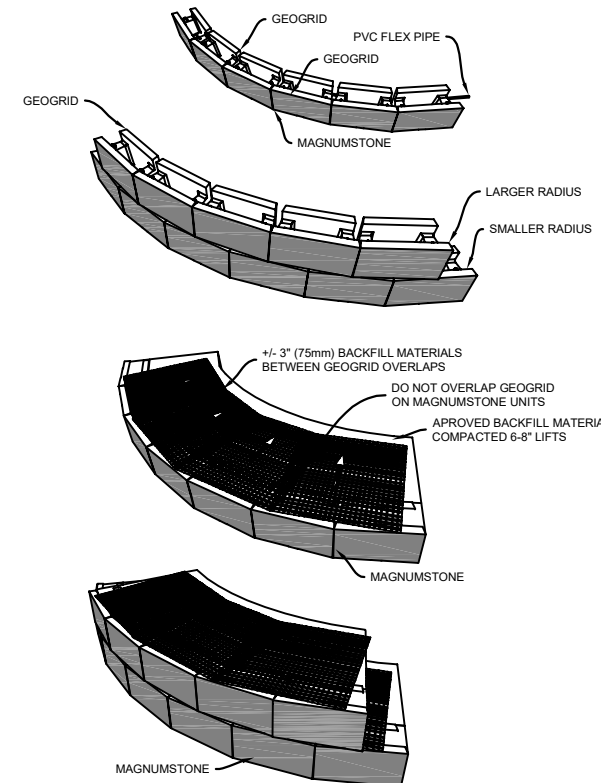 GEOGRID
PVC FLEX PIPE
GEOGRID
MAGNUMSTONE
GEOGRID
LARGER RADIUS
SMALLER RADIUS
+/- 3" (75mm) BACKFILL MATERIALS
BETWEEN GEOGRID OVERLAPS
DO NOT OVERLAP GEOGRID
ON MAGNUMSTONE UNITS
APROVED BACKFILL MATERIA
COMPACTED 6-8" LIFTS
MAGNUMSTONE
MAGNUMSTONE